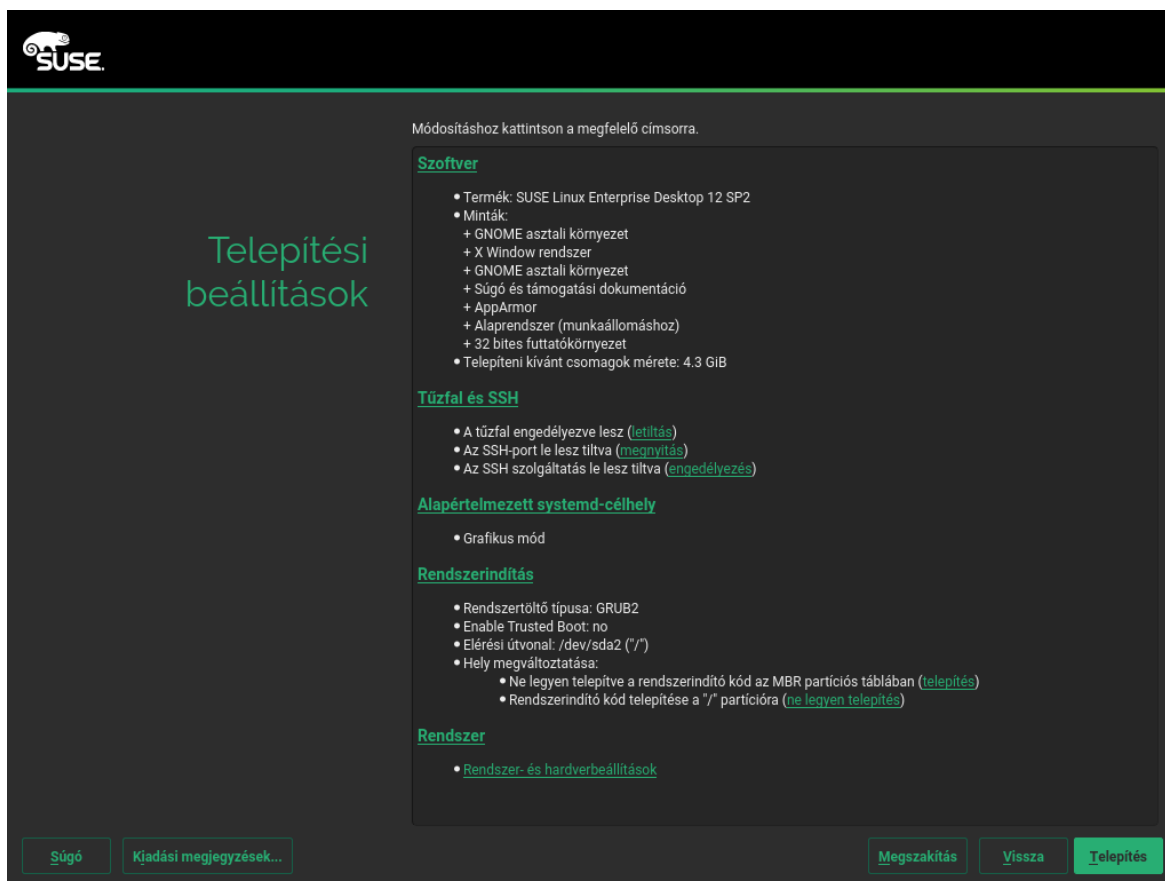 SUSE.
Módosításhoz kattintson a megfelelő címsorra.
Telepítési
beállítások
Szoftver
• Termék: SUSE Linux Enterprise Desktop 12 SP2
• Minták:
+ GNOME asztali környezet
+ X Window rendszer
+ GNOME asztali környezet
+ Súgó és támogatási dokumentáció
+ AppArmor
+ Alaprendszer (munkaállomáshoz)
+ 32 bites futtatókörnyezet
• Telepíteni kívánt csomagok mérete: 4.3 GiB
Tűzfal és SSH
• A tűzfal engedélyezve lesz (letiltás)
• Az SSH-port le lesz tiltva (megnyitás)
• Az SSH szolgáltatás le lesz tiltva (engedélyezés)
Alapértelmezett systemd-célhely
• Grafikus mód
Rendszerindítás
• Rendszertöltő típusa: GRUB2
• Enable Trusted Boot: no
• Elérési útvonal: /dev/sda2 ("/")
• Hely megváltoztatása:
• Ne legyen telepítve a rendszerindító kód az MBR partíciós táblában (telepítés)
• Rendszerindító kód telepítése a "/" partícióra (ne legyen telepítés)
Rendszer
• Rendszer- és hardverbeállítások
Súgó
Kiadási megjegyzések...
Megszakítás
Vissza
Telepítés